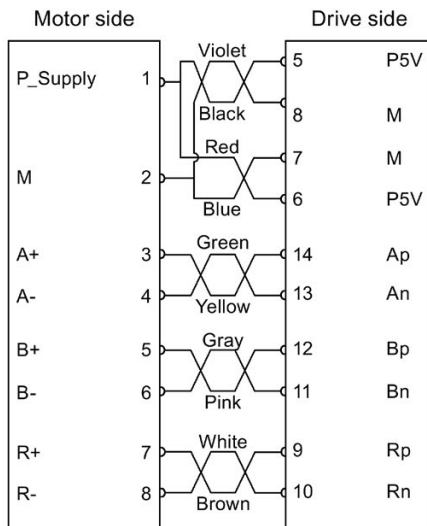 Motor side Drive side
Violet 5 P5V
P_Supply 1
Black 8 M
Red 7 M
M 2
Blue 6 P5V
Green
A+ 3 14 Ap
A- 4 13 An
Yellow
Gray
B+ 5 12 Bp
B- 6 11 Bn
Pink
White
R+ 7 9 Rp
R- 8 10 Rn
Brown